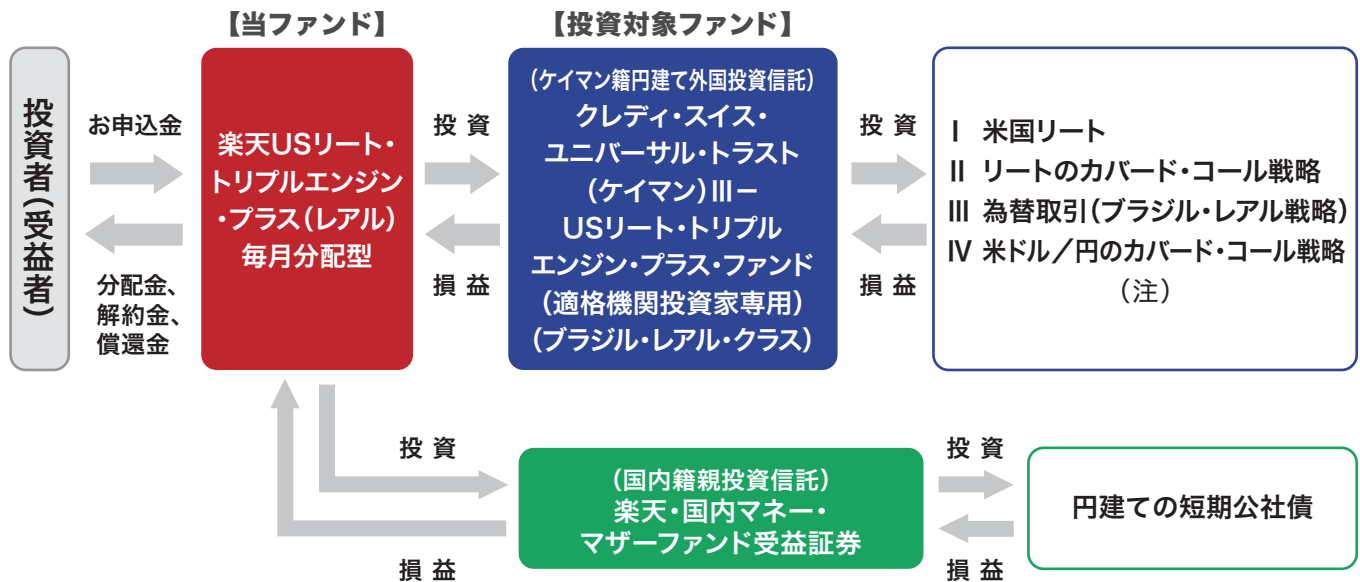 【当ファンド】
【投資対象ファンド】
投資者(受益者)
お申込金
分配金、
解約金、
償還金
楽天USリート・
トリプルエンジン
・プラス(レアル)
毎月分配型
投 資
損 益
(ケイマン籍円建て外国投資信託)
クレディ・スイス・
ユニバーサル・トラスト
(ケイマン)Ⅲ−
USリート・トリプル
エンジン・プラス・ファンド
(適格機関投資家専用)
(ブラジル・レアル・クラス)
投 資
損 益
Ⅰ 米国リート
Ⅱ リートのカバード・コール戦略
Ⅲ 為替取引(ブラジル・レアル戦略)
Ⅳ 米ドル/円のカバード・コール戦略
(注)
投 資
損 益
(国内籍親投資信託)
楽天・国内マネー・
マザーファンド受益証券
投 資
損 益
円建ての短期公社債